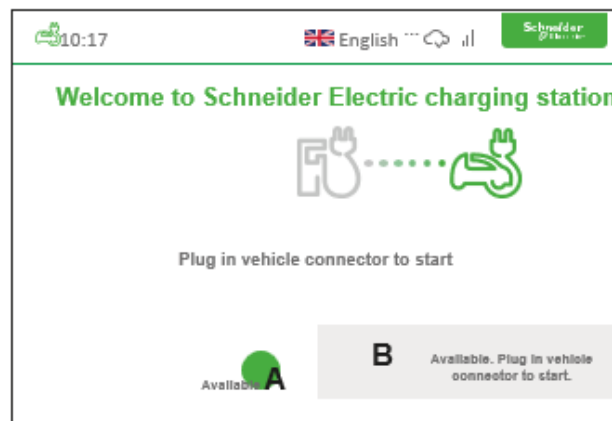 10:17 English Schneider
Electric
Welcome to Schneider Electric charging station
Plug in vehicle connector to start
Available A
B Available. Plug in vehicle
connector to start.